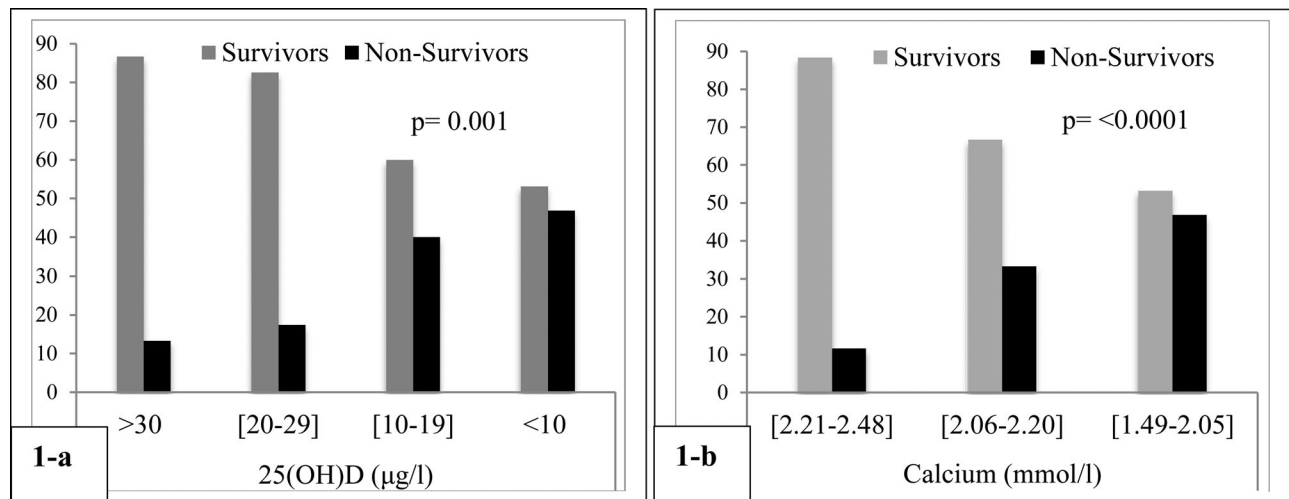 Survivors Non-Survivors
90
80
70
60
50
40
30
20
10
0
p= 0.001
>30 [20-29] [10-19] <10
25(OH)D (μg/l)
1-a
Survivors Non-Survivors
90
80
70
60
50
40
30
20
10
0
p= <0.0001
[2.21-2.48] [2.06-2.20] [1.49-2.05]
Calcium (mmol/l)
1-b